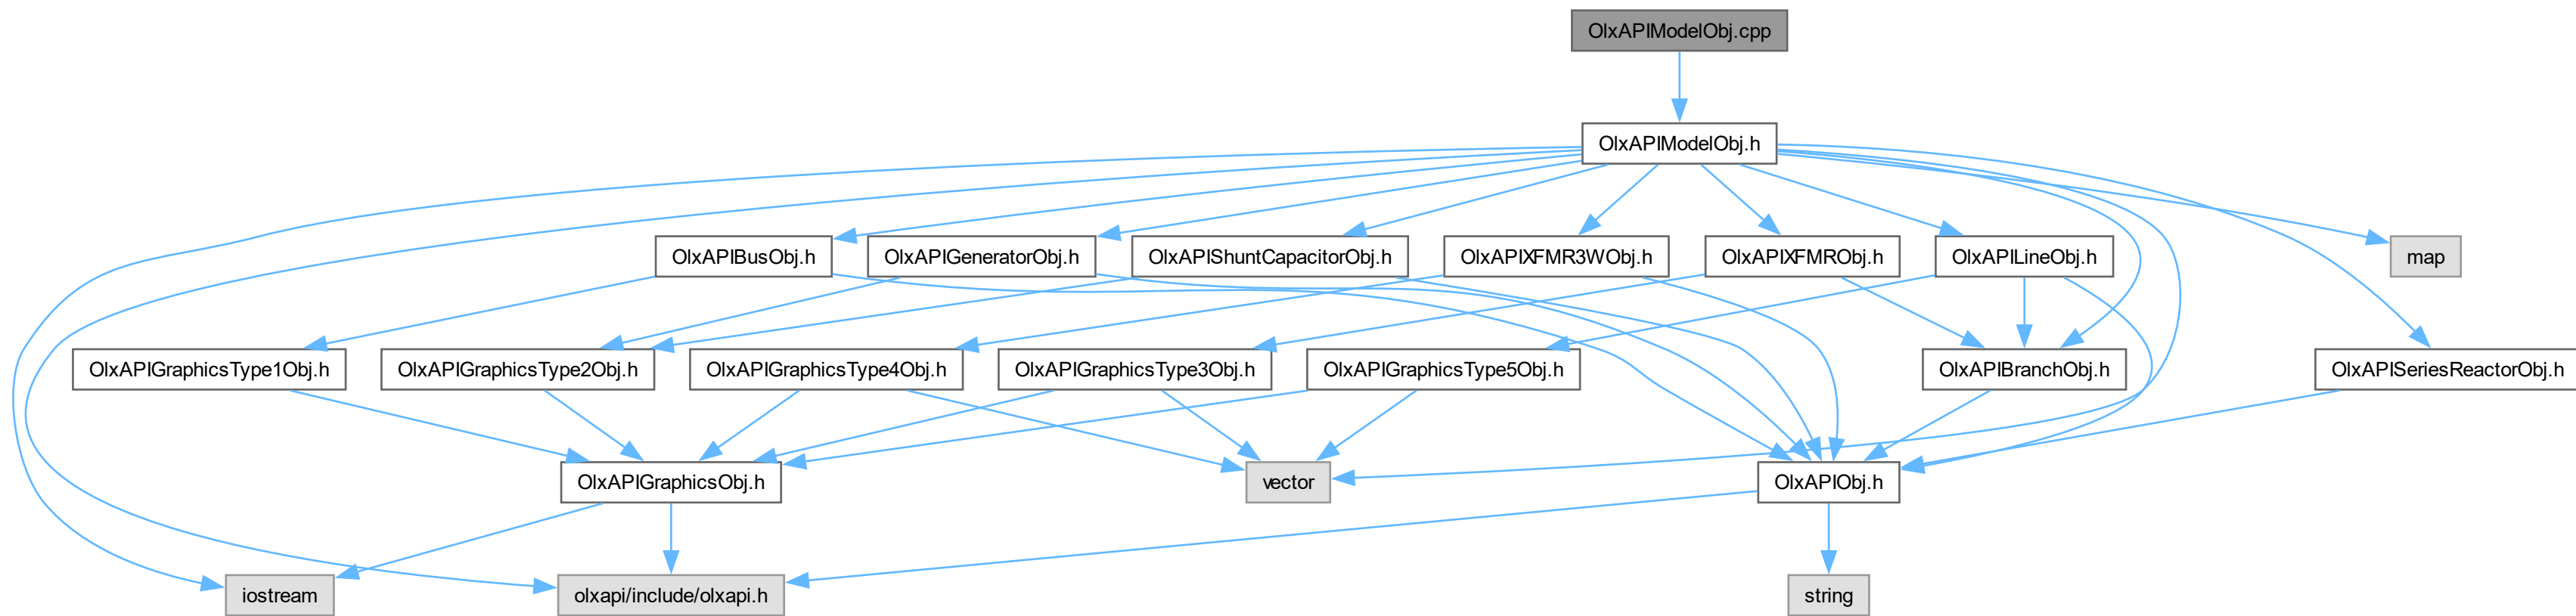 OlxAPIModelObj.cpp
OlxAPIModelObj.h
OlxAPIBusObj.h
OlxAPIGeneratorObj.h
OlxAPIShuntCapacitorObj.h
OlxAPIXFMR3WObj.h
OlxAPIXFMRObj.h
OlxAPILineObj.h
map
OlxAPIGraphicsType1Obj.h
OlxAPIGraphicsType2Obj.h
OlxAPIGraphicsType4Obj.h
OlxAPIGraphicsType3Obj.h
OlxAPIGraphicsType5Obj.h
OlxAPIBranchObj.h
OlxAPISeriesReactorObj.h
OlxAPIGraphicsObj.h
vector
OlxAPIObj.h
iostream
olxapi/include/olxapi.h
string